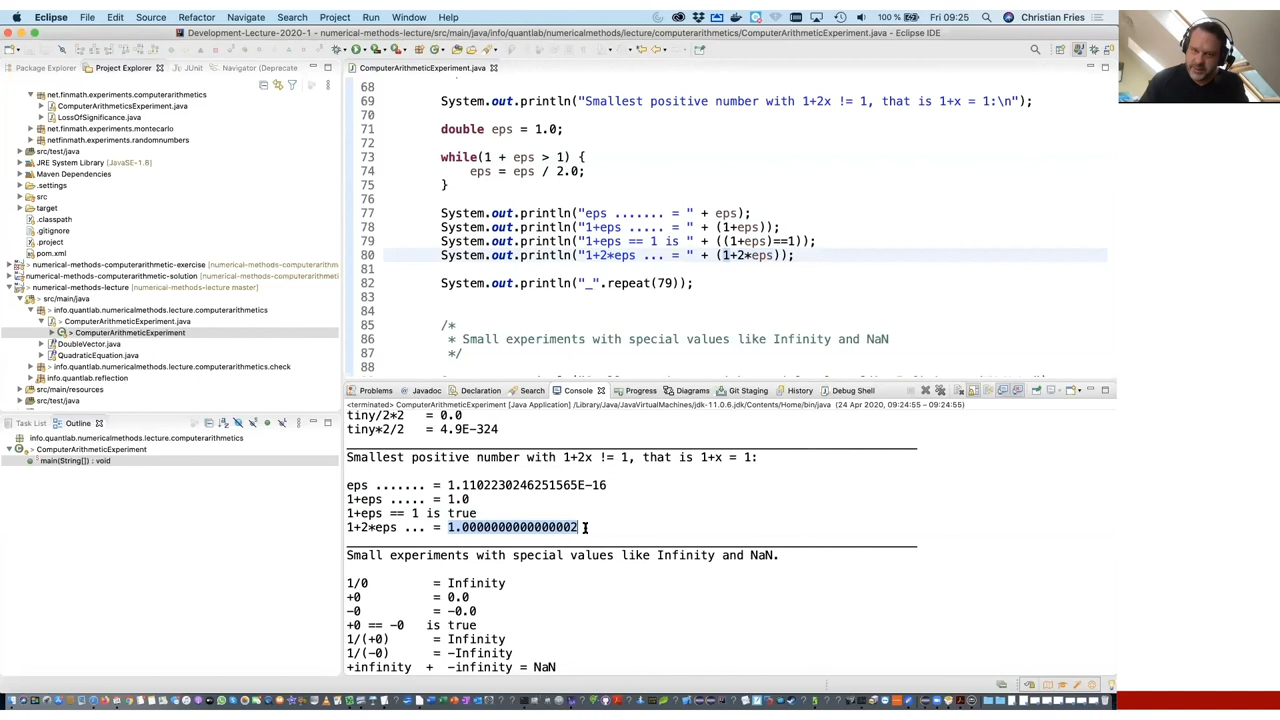 Eclipse File Edit Source Refactor Navigate Search Project Run Window Help 100 % Fri 09:25 Christian Fries
Development-Lecture-2020-1 - numerical-methods-lecture/src/main/java/info/quantlab/numericalmethods/lecture/computerarithmetics/ComputerArithmeticExperiment.java - Eclipse IDE
Package Explorer Project Explorer JUnit Navigator (Deprecate
net.finmath.experiments.computerarithmetics
ComputerArithmeticsExperiment.java
LossOfSignificance.java
net.finmath.experiments.montecarlo
netfinmath.experiments.randomnumbers
src/test/java
JRE System Library [JavaSE-1.8]
Maven Dependencies
.settings
src
target
.classpath
.gitignore
pom.xml
numerical-methods-computerarithmetic-exercise
numerical-methods-computerarithmetic-solution
numerical-methods-lecture [numerical-methods-lecture master]
src/main/java
info.quantlab.numericalmethods.lecture.computerarithmetics
ComputerArithmeticExperiment.java
ComputerArithmeticExperiment
DoubleVector.java
QuadraticEquation.java
info.quantlab.numericalmethods.lecture.computerarithmetics.check
info.quantlab.reflection
src/main/resources
src/test/java
Task List Outline
info.quantlab.numericalmethods.lecture.computerarithmetics
ComputerArithmeticExperiment
main(String[]) : void
ComputerArithmeticExperiment.java
68
69 System.out.println("Smallest positive number with 1+2x != 1, that is 1+x = 1:\n");
70
71 double eps = 1.0;
72
73 while(1 + eps > 1) {
74 eps = eps / 2.0;
75 }
76
77 System.out.println("eps ....... = " + eps);
78 System.out.println("1+eps ..... = " + (1+eps));
79 System.out.println("1+eps == 1 is " + ((1+eps)==1));
80 System.out.println("1+2*eps ... = " + (1+2*eps));
81
82 System.out.println("_".repeat(79));
83
84
85 /*
86 * Small experiments with special values like Infinity and NaN
87 */
88
Problems Javadoc Declaration Search Console Progress Diagrams Git Staging History Debug Shell
<terminated> ComputerArithmeticExperiment [Java Application] /Library/Java/JavaVirtualMachines/jdk-11.0.6.jdk/Contents/Home/bin/java (24 Apr 2020, 09:24:55 – 09:24:55)
tiny/2*2 = 0.0
tiny*2/2 = 4.9E-324
Smallest positive number with 1+2x != 1, that is 1+x = 1:
eps ....... = 1.1102230246251565E-16
1+eps ..... = 1.0
1+eps == 1 is true
1+2*eps ... = 1.0000000000000002
Small experiments with special values like Infinity and NaN.
1/0 = Infinity
+0 = 0.0
-0 = -0.0
+0 == -0 is true
1/(+0) = Infinity
1/(-0) = -Infinity
+infinity + -infinity = NaN